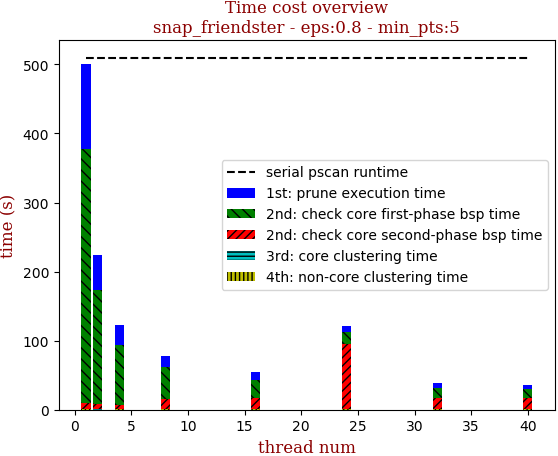 Time cost overview
snap_friendster - eps:0.8 - min_pts:5
time (s)
500
400
300
200
100
0
serial pscan runtime
1st: prune execution time
2nd: check core first-phase bsp time
2nd: check core second-phase bsp time
3rd: core clustering time
4th: non-core clustering time
0 5 10 15 20 25 30 35 40
thread num